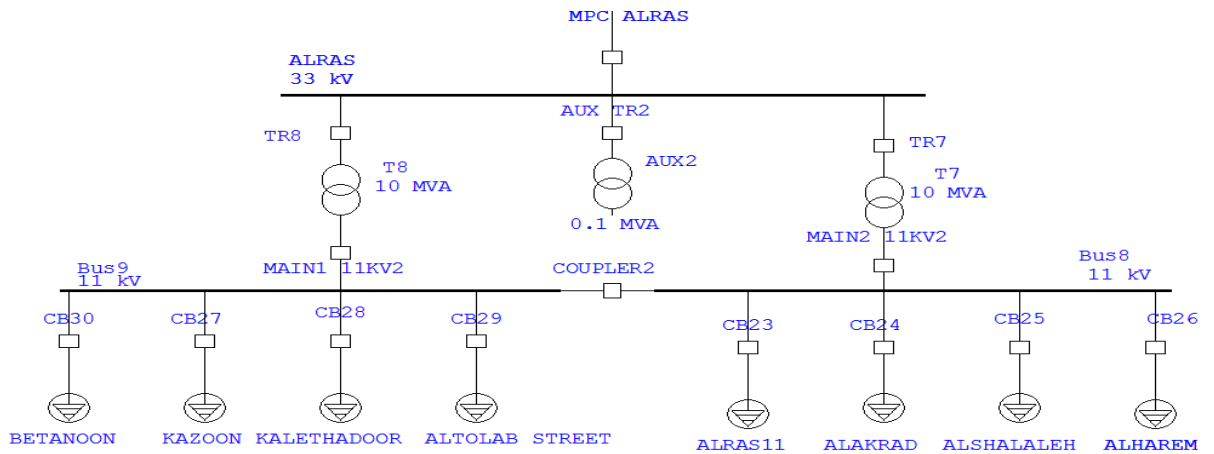 MPC ALRAS
ALRAS
33 kV
AUX TR2
TR8
TR7
T8
10 MVA
AUX2
T7
10 MVA
0.1 MVA
MAIN2 11KV2
Bus9
11 kV
MAIN1 11KV2
COUPLER2
Bus8
11 kV
CB30
CB27
CB28
CB29
CB23
CB24
CB25
CB26
BETANOON
KAZOON
KALETHADOOR
ALTOLAB STREET
ALRAS11
ALAKRAD
ALSHALALEH
ALHAREM